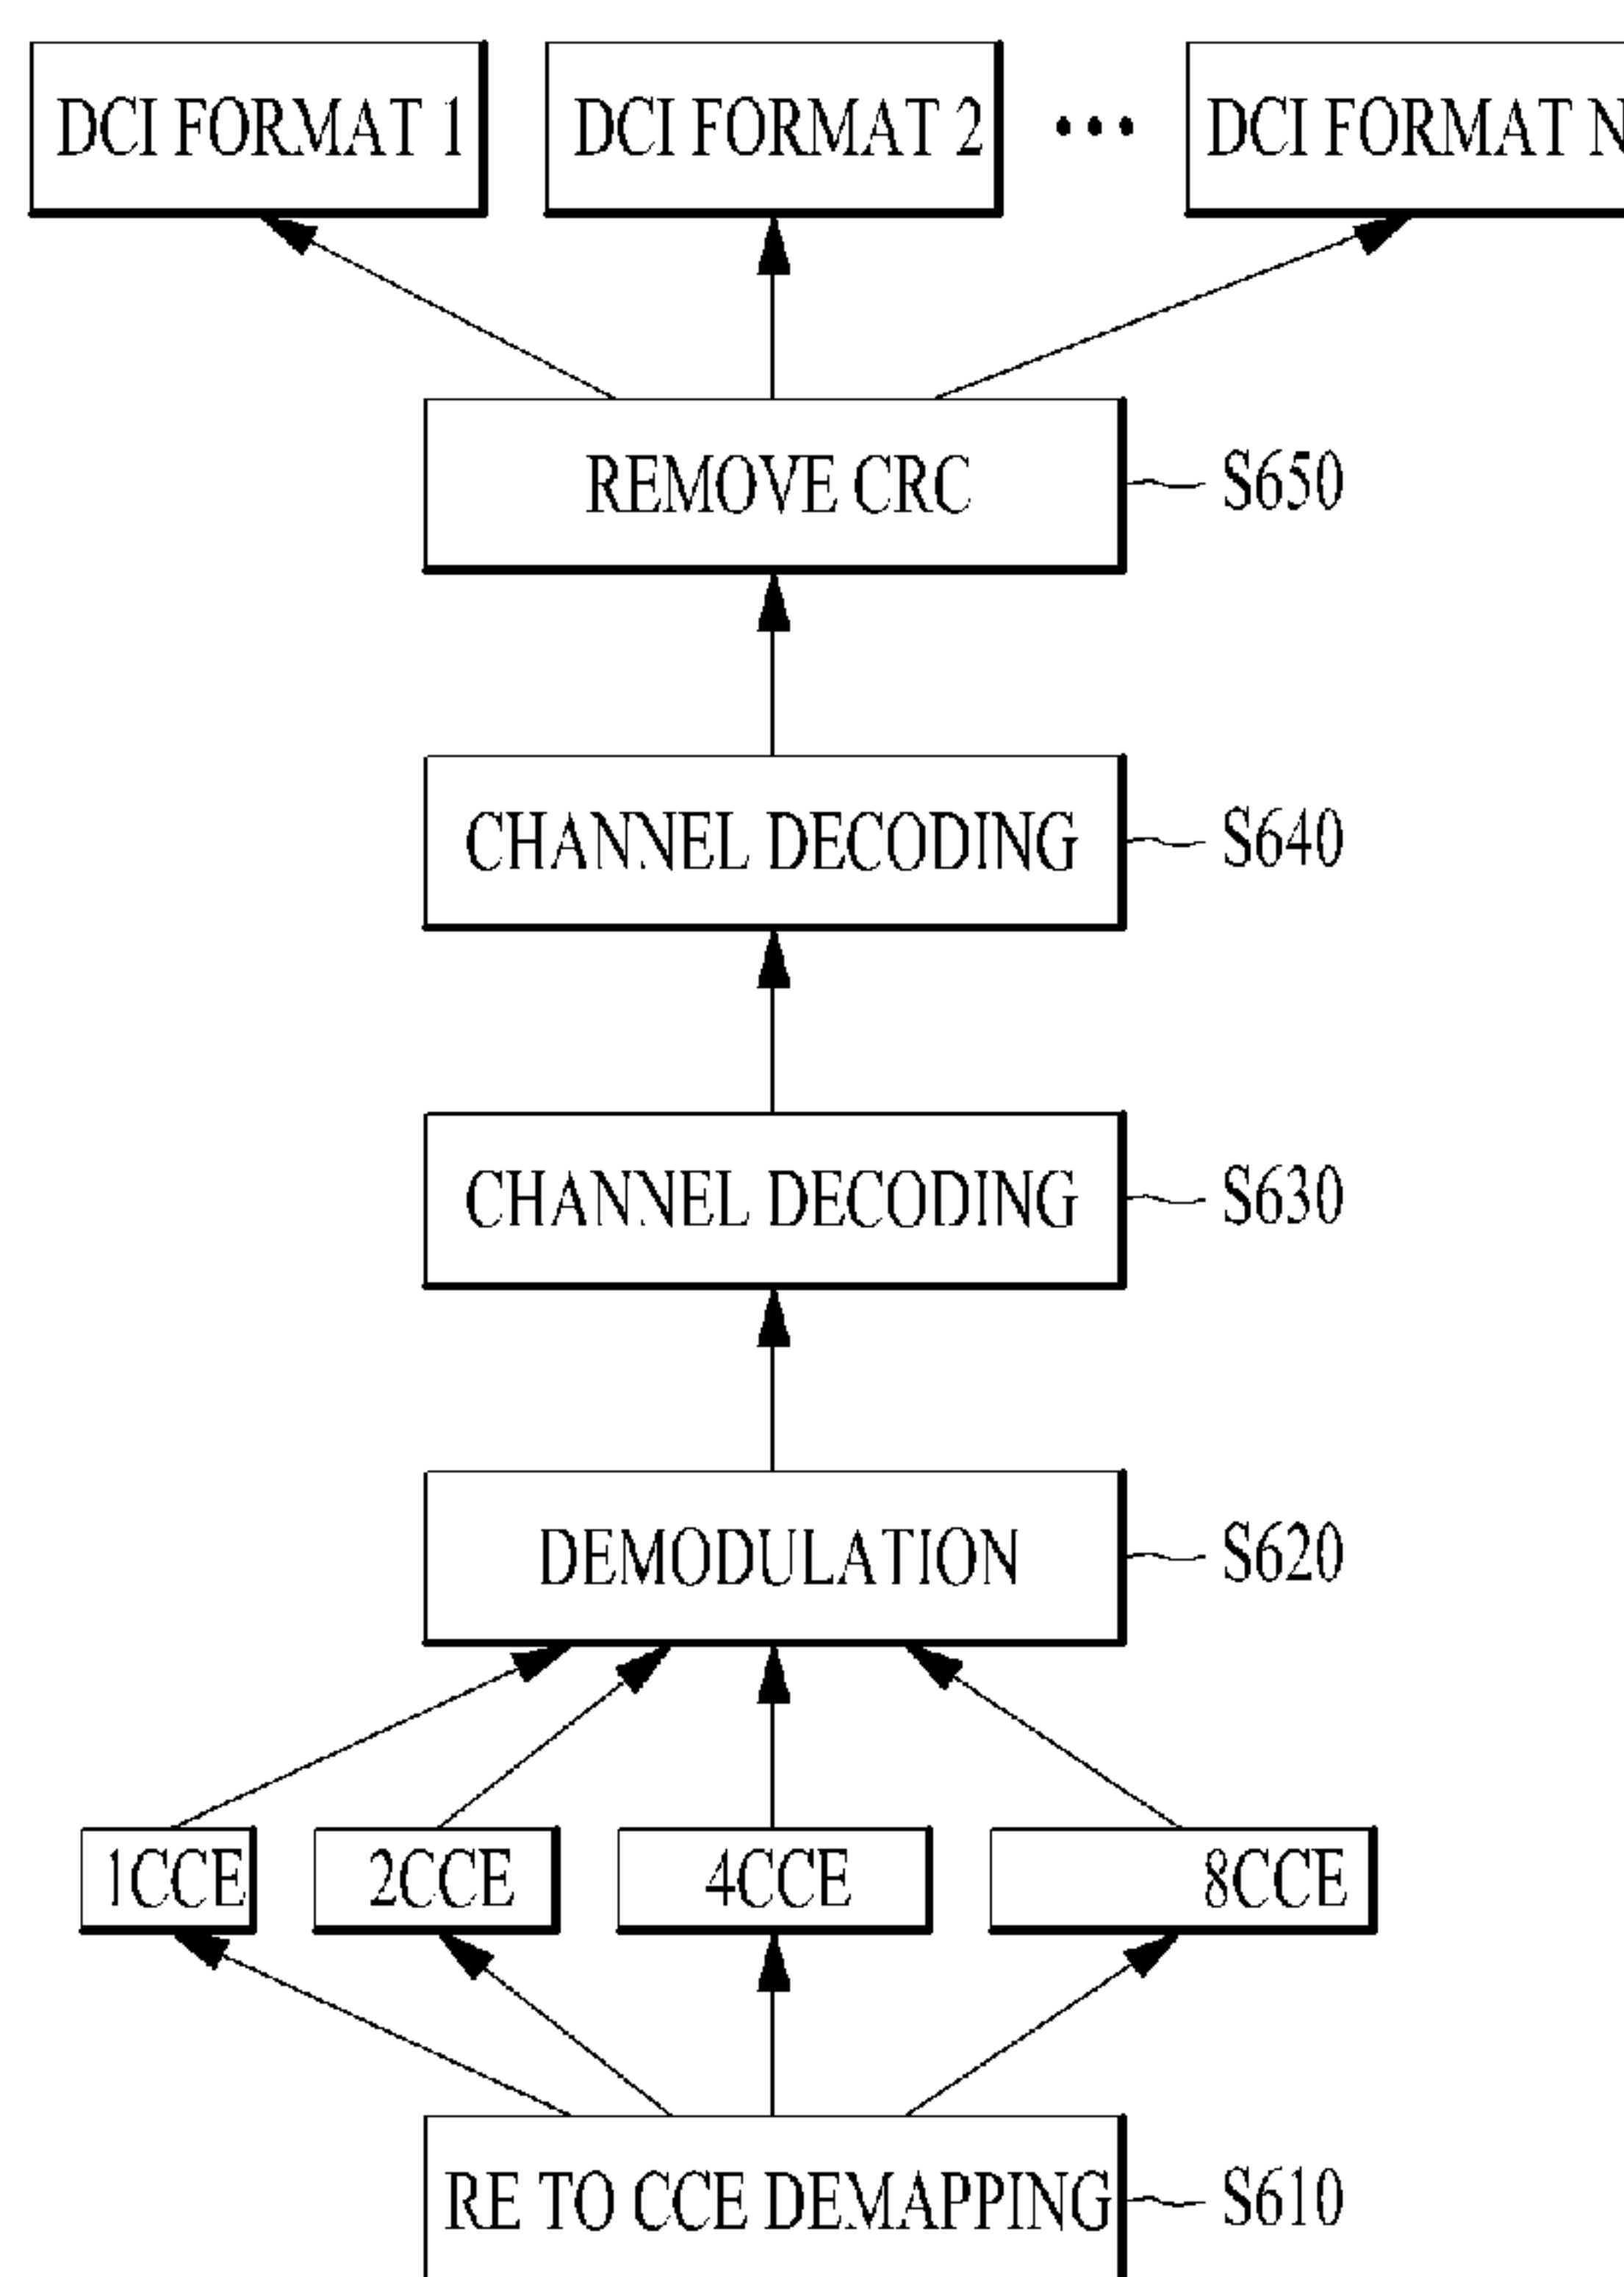 DCI FORMAT 1
DCI FORMAT 2
•••
DCI FORMAT N
REMOVE CRC
S650
CHANNEL DECODING
S640
CHANNEL DECODING
S630
DEMODULATION
S620
1CCE
2CCE
4CCE
8CCE
RE TO CCE DEMAPPING
S610